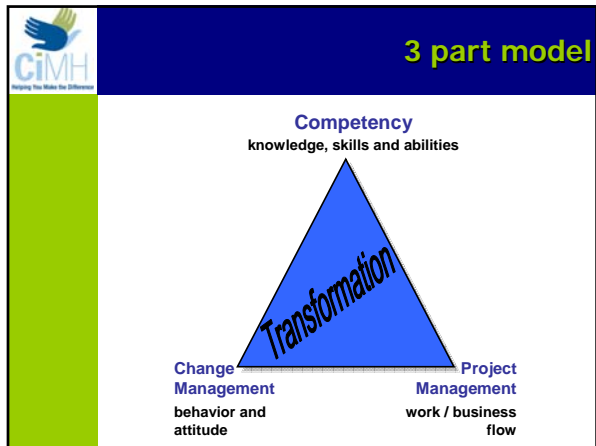 CiMH
Helping You Make the Difference
3 part model
Competency
knowledge, skills and abilities
Transformation
Change
Management
behavior and
attitude
Project
Management
work / business
flow